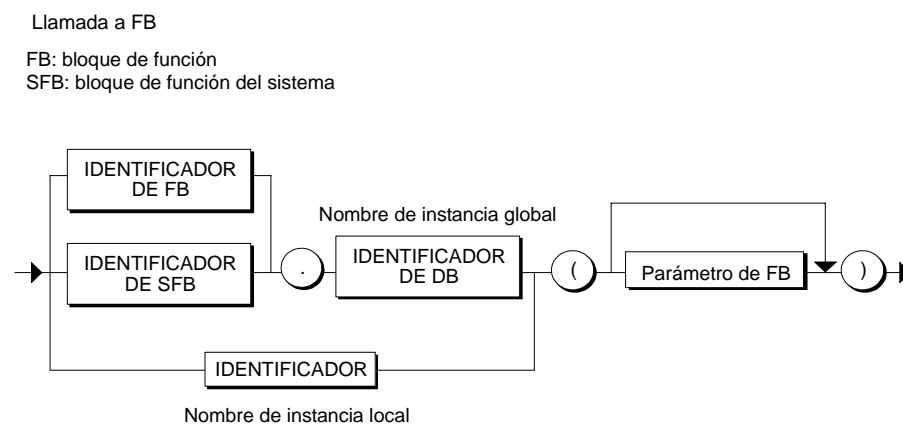 Llamada a FB
FB: bloque de función
SFB: bloque de función del sistema
IDENTIFICADOR
DE FB
Nombre de instancia global
IDENTIFICADOR
DE SFB
.
IDENTIFICADOR
DE DB
(
Parámetro de FB
)
IDENTIFICADOR
Nombre de instancia local